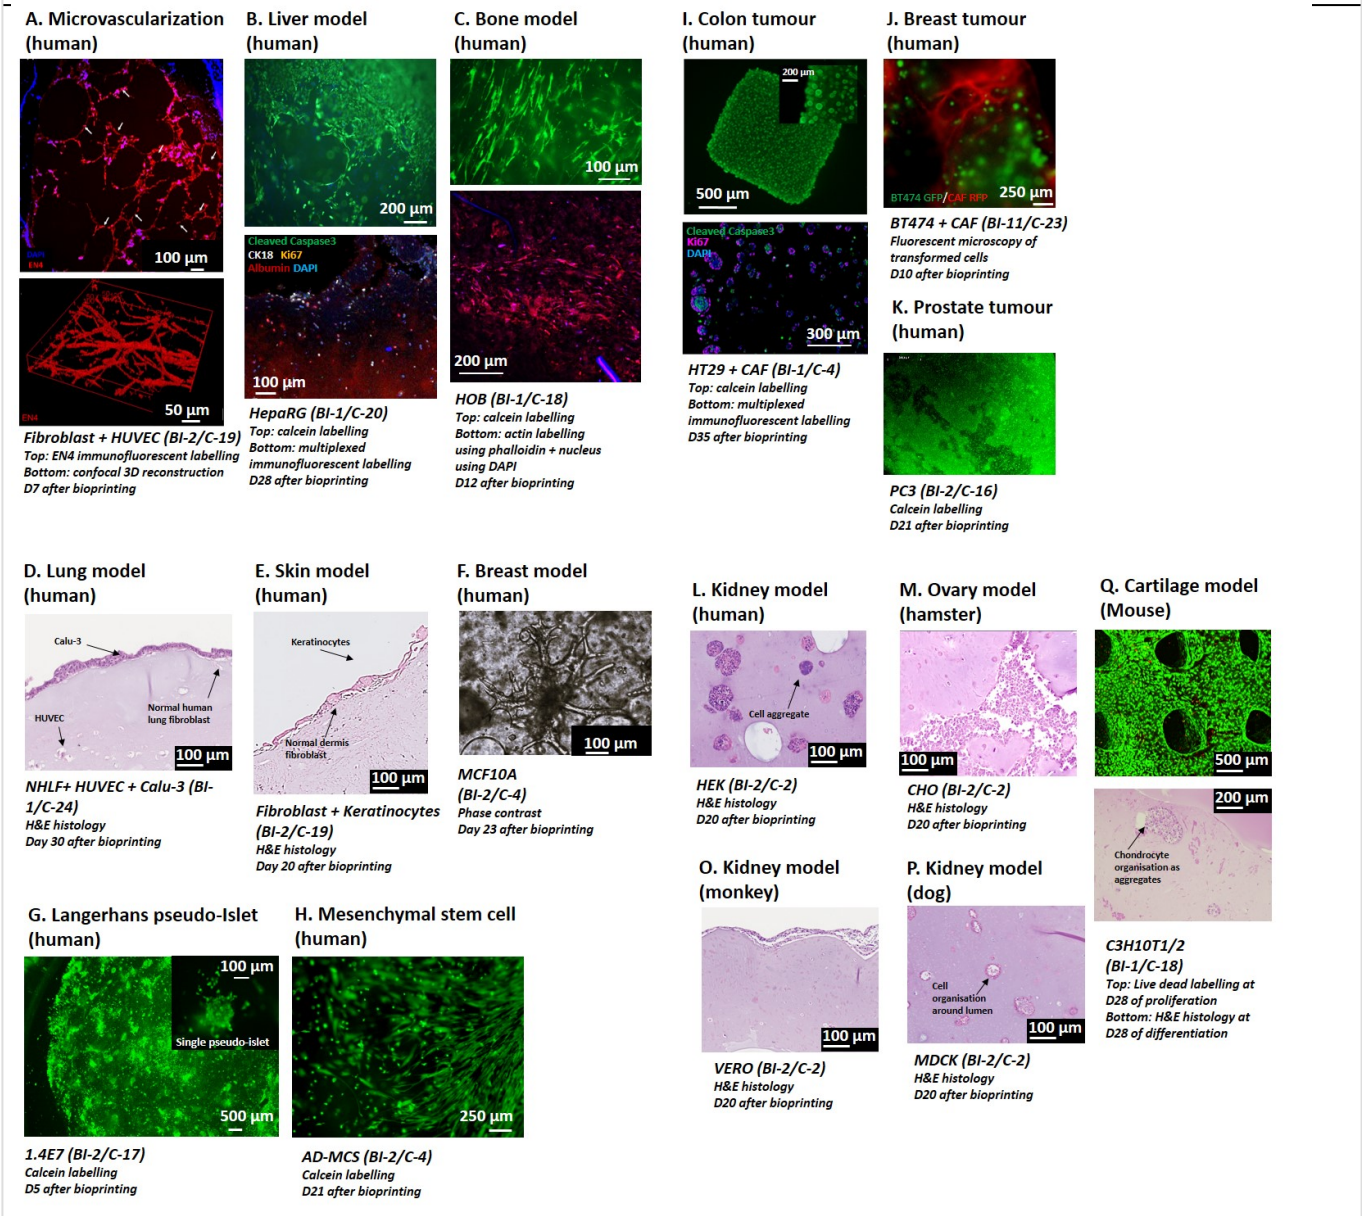 A. Microvascularization
(human)
DAPI
EN4
100 µm
EN4
50 µm
Fibroblast + HUVEC (BI-2/C-19)
Top: EN4 immunofluorescent labelling
Bottom: confocal 3D reconstruction
D7 after bioprinting
B. Liver model
(human)
200 µm
Cleaved Caspase3
CK18 Ki67
Albumin DAPI
100 µm
HepaRG (BI-1/C-20)
Top: calcein labelling
Bottom: multiplexed
immunofluorescent labelling
D28 after bioprinting
C. Bone model
(human)
100 µm
200 µm
HOB (BI-1/C-18)
Top: calcein labelling
Bottom: actin labelling
using phalloidin + nucleus
using DAPI
D12 after bioprinting
I. Colon tumour
(human)
200 µm
500 µm
Cleaved Caspase3
Ki67
DAPI
300 µm
HT29 + CAF (BI-1/C-4)
Top: calcein labelling
Bottom: multiplexed
immunofluorescent labelling
D35 after bioprinting
J. Breast tumour
(human)
250 µm
BT474 GFP/CAF RFP
BT474 + CAF (BI-11/C-23)
Fluorescent microscopy of
transformed cells
D10 after bioprinting
K. Prostate tumour
(human)
PC3 (BI-2/C-16)
Calcein labelling
D21 after bioprinting
D. Lung model
(human)
Calu-3
Normal human
lung fibroblast
HUVEC
100 µm
NHLF+ HUVEC + Calu-3 (BI-
1/C-24)
H&E histology
Day 30 after bioprinting
E. Skin model
(human)
Keratinocytes
Normal dermis
fibroblast
100 µm
Fibroblast + Keratinocytes
(BI-2/C-19)
H&E histology
Day 20 after bioprinting
F. Breast model
(human)
100 µm
MCF10A
(BI-2/C-4)
Phase contrast
Day 23 after bioprinting
L. Kidney model
(human)
Cell aggregate
100 µm
HEK (BI-2/C-2)
H&E histology
D20 after bioprinting
M. Ovary model
(hamster)
100 µm
CHO (BI-2/C-2)
H&E histology
D20 after bioprinting
Q. Cartilage model
(Mouse)
500 µm
200 µm
Chondrocyte
organisation as
aggregates
C3H10T1/2
(BI-1/C-18)
Top: Live dead labelling at
D28 of proliferation
Bottom: H&E histology at
D28 of differentiation
G. Langerhans pseudo-Islet
(human)
100 µm
Single pseudo-islet
500 µm
1.4E7 (BI-2/C-17)
Calcein labelling
D5 after bioprinting
H. Mesenchymal stem cell
(human)
250 µm
AD-MCS (BI-2/C-4)
Calcein labelling
D21 after bioprinting
O. Kidney model
(monkey)
100 µm
VERO (BI-2/C-2)
H&E histology
D20 after bioprinting
P. Kidney model
(dog)
Cell
organisation
around lumen
100 µm
MDCK (BI-2/C-2)
H&E histology
D20 after bioprinting